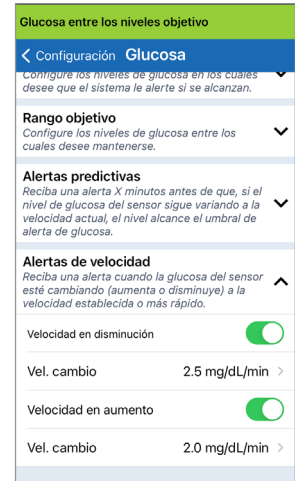 Glucosa entre los niveles objetivo
Configuración Glucosa
Configure los niveles de glucosa en los cuales
desee que el sistema le alerte si se alcanzan.
Rango objetivo
Configure los niveles de glucosa entre los
cuales desee mantenerse.
Alertas predictivas
Reciba una alerta X minutos antes de que, si el
nivel de glucosa del sensor sigue variando a la
velocidad actual, el nivel alcance el umbral de
alerta de glucosa.
Alertas de velocidad
Reciba una alerta cuando la glucosa del sensor
esté cambiando (aumenta o disminuye) a la
velocidad establecida o más rápido.
Velocidad en disminución
Vel. cambio 2.5 mg/dL/min
Velocidad en aumento
Vel. cambio 2.0 mg/dL/min